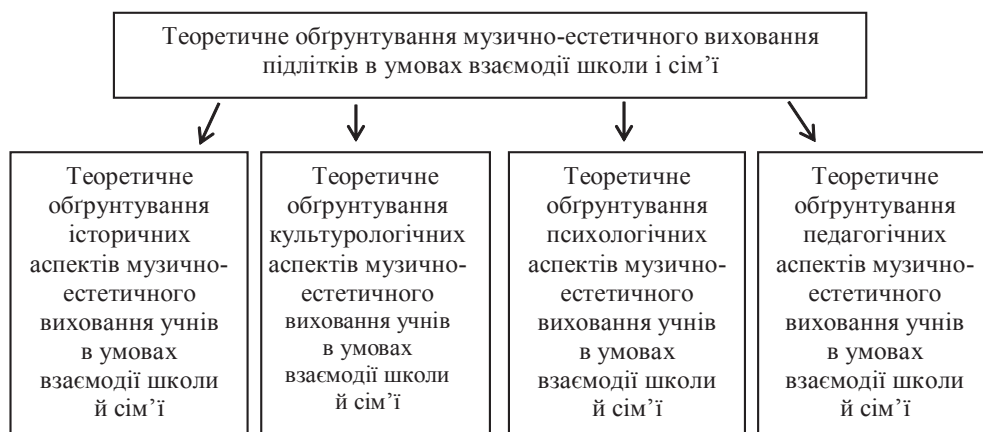 Теоретичне обґрунтування музично-естетичного виховання
підлітків в умовах взаємодії школи і сім’ї
Теоретичне
обґрунтування
історичних
аспектів музично-
естетичного
виховання учнів
в умовах
взаємодії школи
й сім’ї
Теоретичне
обґрунтування
культурологічних
аспектів музично-
естетичного
виховання учнів
в умовах
взаємодії школи
й сім’ї
Теоретичне
обґрунтування
психологічних
аспектів музично-
естетичного
виховання учнів
в умовах
взаємодії школи
й сім’ї
Теоретичне
обґрунтування
педагогічних
аспектів музично-
естетичного
виховання учнів
в умовах
взаємодії школи
й сім’ї